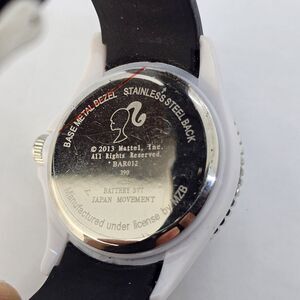 BASE METAL BEZEL STAINLESS STEEL BACK
© 2013 Mattel, Inc.
All Rights Reserved.
BAR012
390
BATTERY 377
JAPAN MOVEMENT
Manufactured under license by MZB